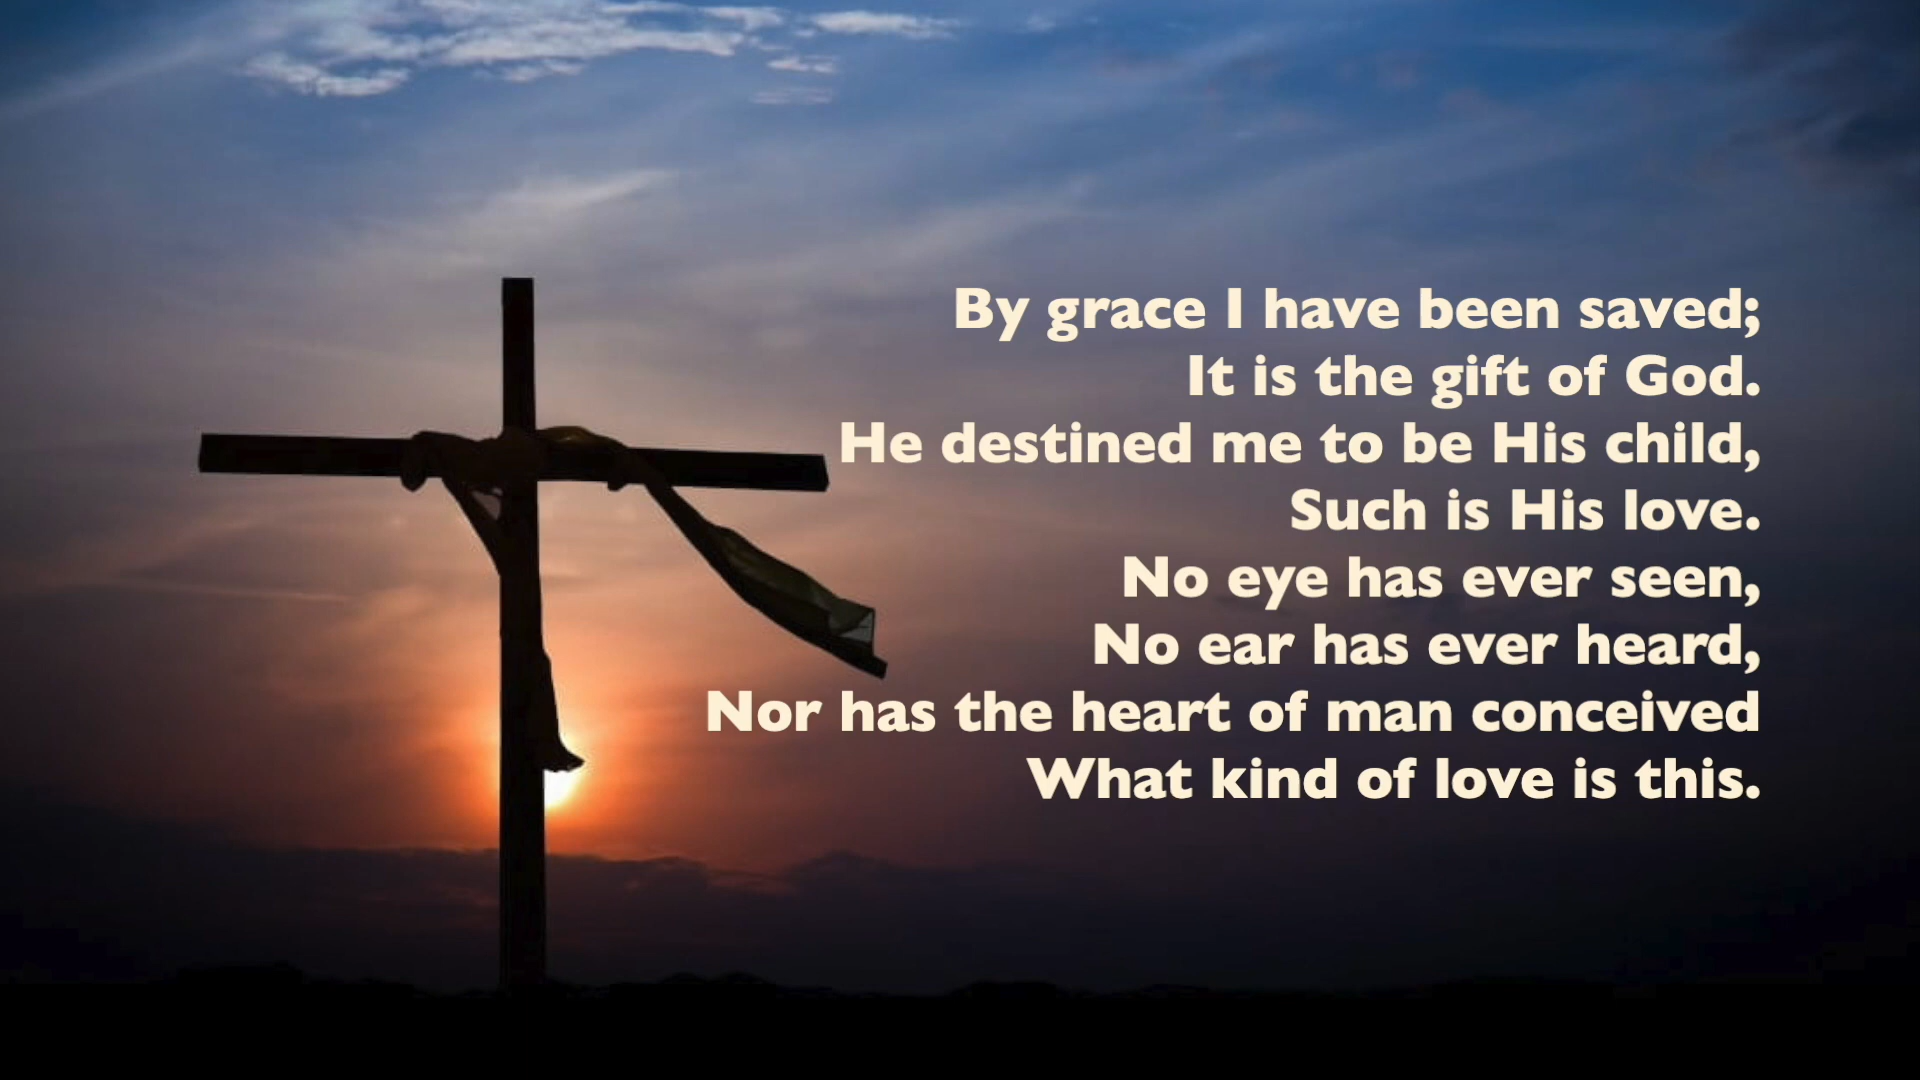 By grace I have been saved;
It is the gift of God.
He destined me to be His child,
Such is His love.
No eye has ever seen,
No ear has ever heard,
Nor has the heart of man conceived
What kind of love is this.